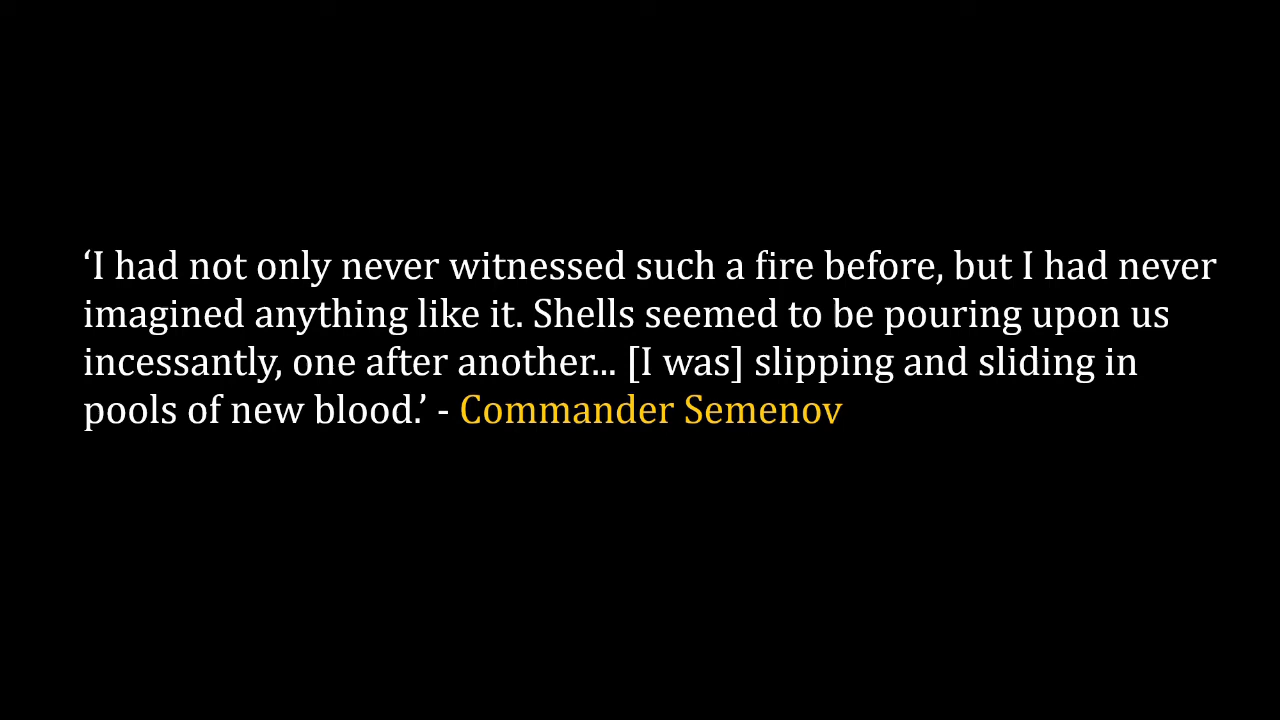 ‘I had not only never witnessed such a fire before, but I had never
imagined anything like it. Shells seemed to be pouring upon us
incessantly, one after another... [I was] slipping and sliding in
pools of new blood.’ - Commander Semenov